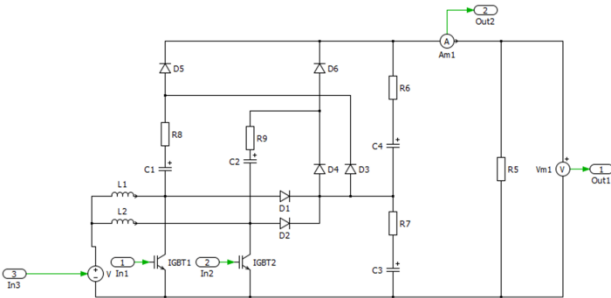 2
Out2
A
Am1
D5
D6
R6
R8
R9
+
C4
+
C1
+
C2
D4
D3
R5
Vm1
+
V
1
Out1
L1
D1
L2
D2
R7
+
C3
3
In3
+
-
V
1
In1
IGBT1
2
In2
IGBT2